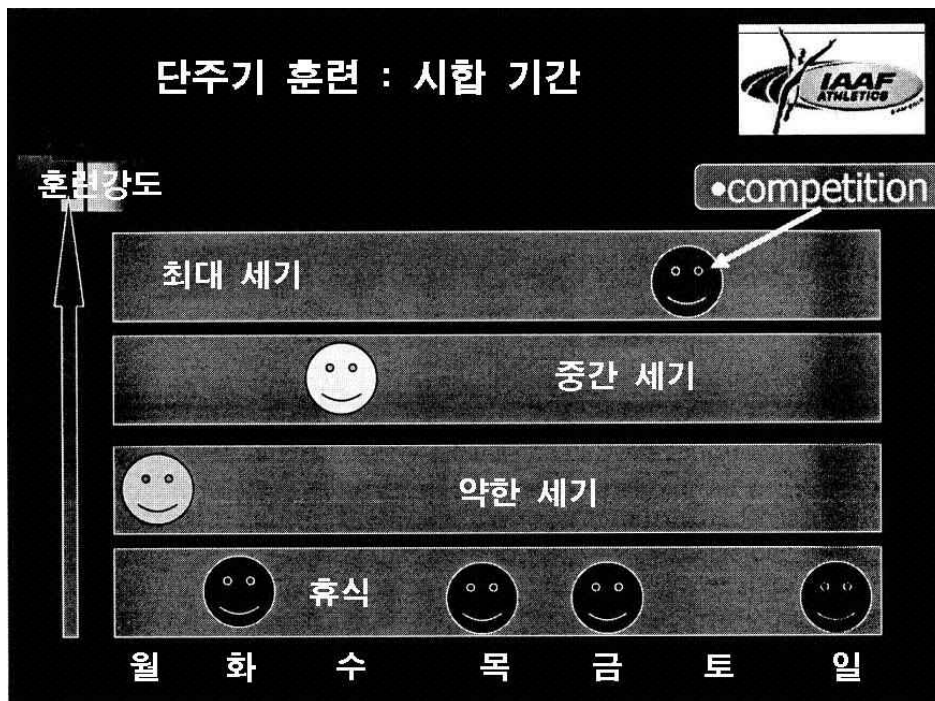 단주기 훈련 : 시합 기간
IAAF
ATHLETICS
훈련강도
•competition
최대 세기
중간 세기
약한 세기
휴식
월 화 수 목 금 토 일